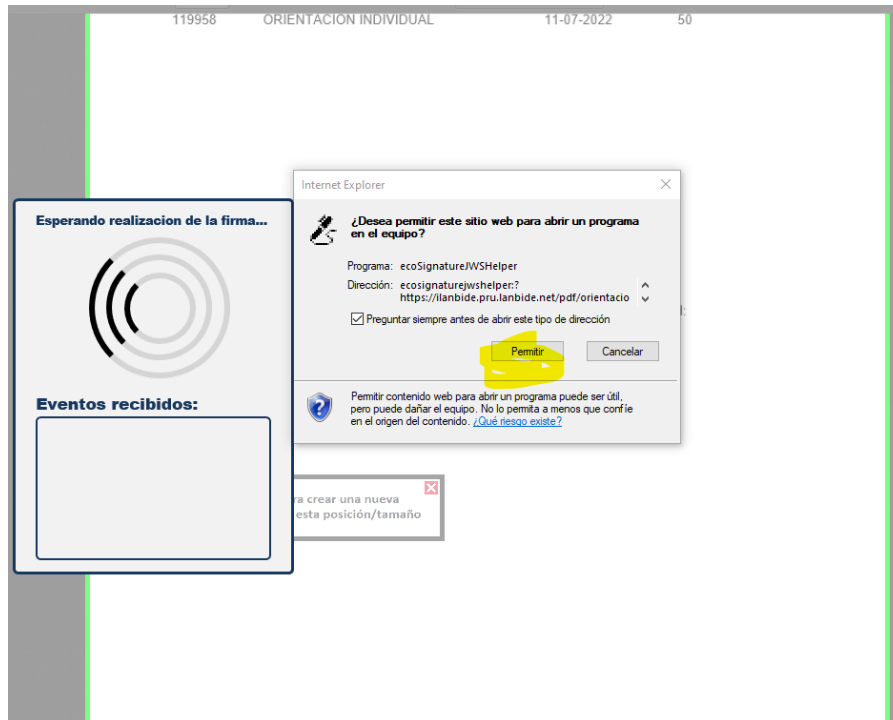 119958 ORIENTACION INDIVIDUAL 11-07-2022 50
Internet Explorer
¿Desea permitir este sitio web para abrir un programa
en el equipo?
Programa: ecoSignatureJWSHelper
Dirección: ecosignaturejwshelper:?
https://ilanbide.pru.lanbide.net/pdf/orientacio
Preguntar siempre antes de abrir este tipo de dirección
Permitir Cancelar
Permitir contenido web para abrir un programa puede ser útil,
pero puede dañar el equipo. No lo permita a menos que confíe
en el origen del contenido. ¿Qué riesgo existe?
Esperando realizacion de la firma...
Eventos recibidos:
ra crear una nueva
esta posición/tamaño